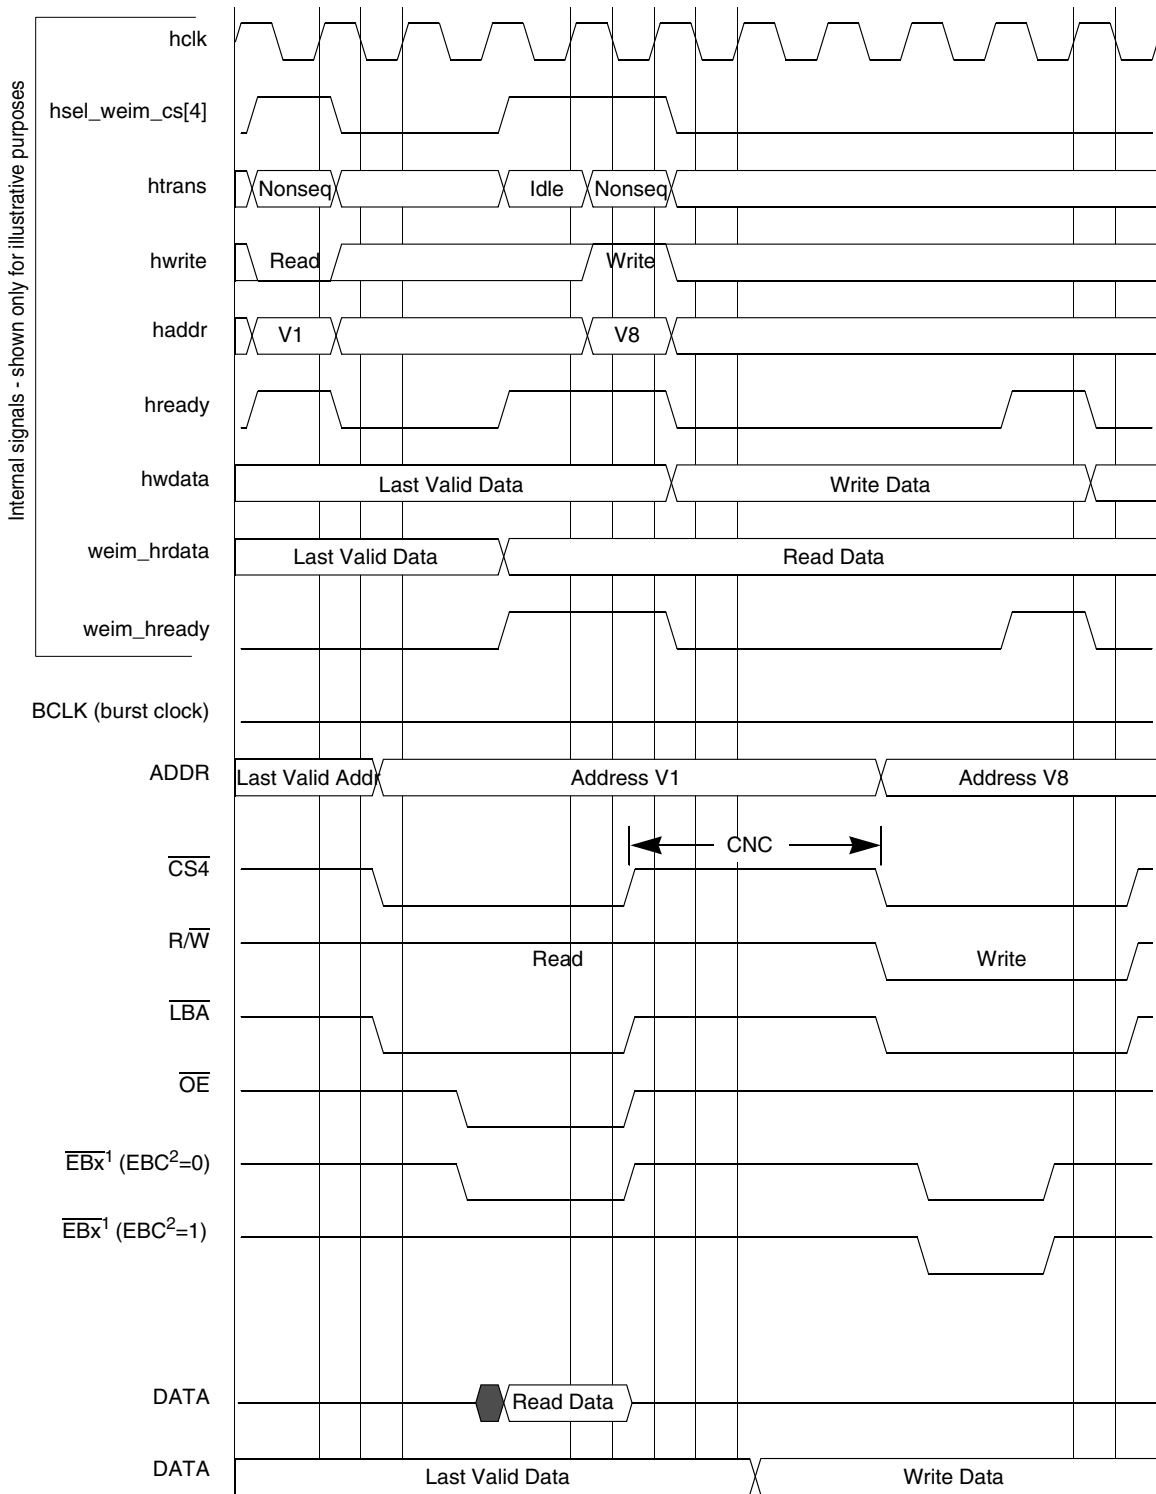 Internal signals - shown only for illustrative purposes
hclk
hsel_weim_cs[4]
htrans Nonseq Idle Nonseq
hwrite Read Write
haddr V1 V8
hready
hwdata Last Valid Data Write Data
weim_hrdata Last Valid Data Read Data
weim_hready
BCLK (burst clock)
ADDR Last Valid Addr Address V1 Address V8
CNC
CS4
R/W Read Write
LBA
OE
EBx¹ (EBC²=0)
EBx¹ (EBC²=1)
DATA Read Data
DATA Last Valid Data Write Data